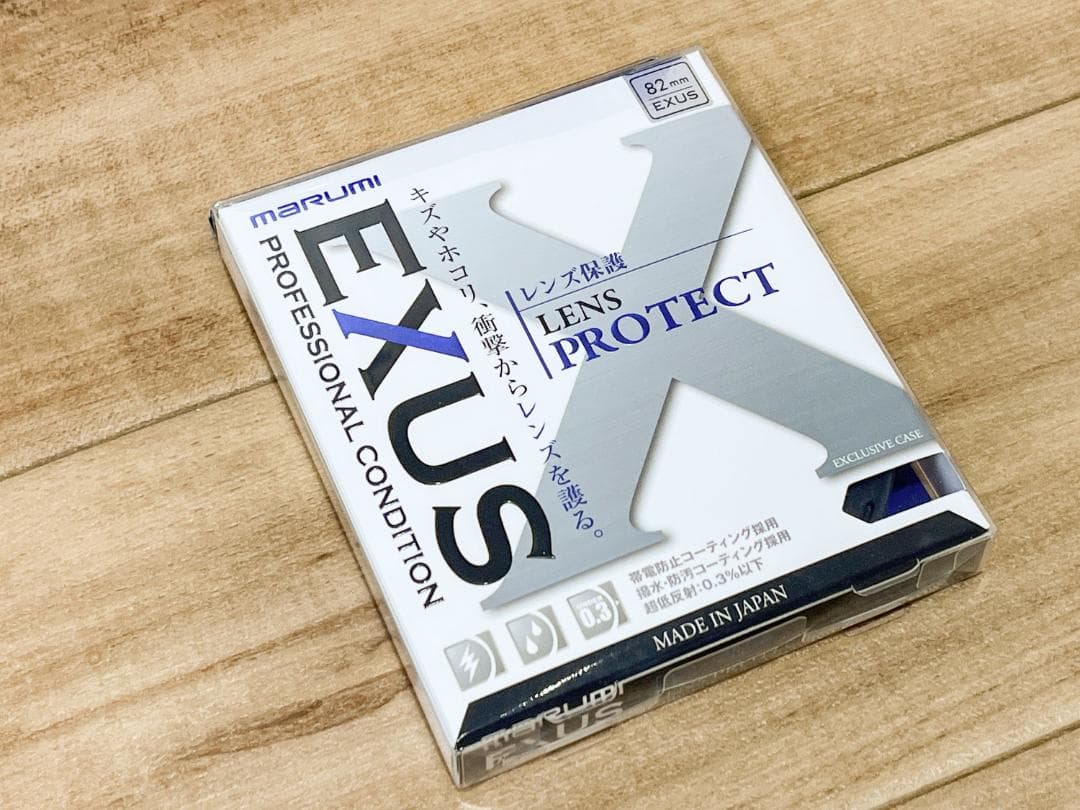 82mm
EXUS
marumi
EXUS
PROFESSIONAL CONDITION
キズやホコリ、衝撃からレンズを護る。
レンズ保護
LENS
PROTECT
EXCLUSIVE CASE
帯電防止コーティング採用
撥水・防汚コーティング採用
超低反射:0.3%以下
0.3
MADE IN JAPAN
marumi
EXUS